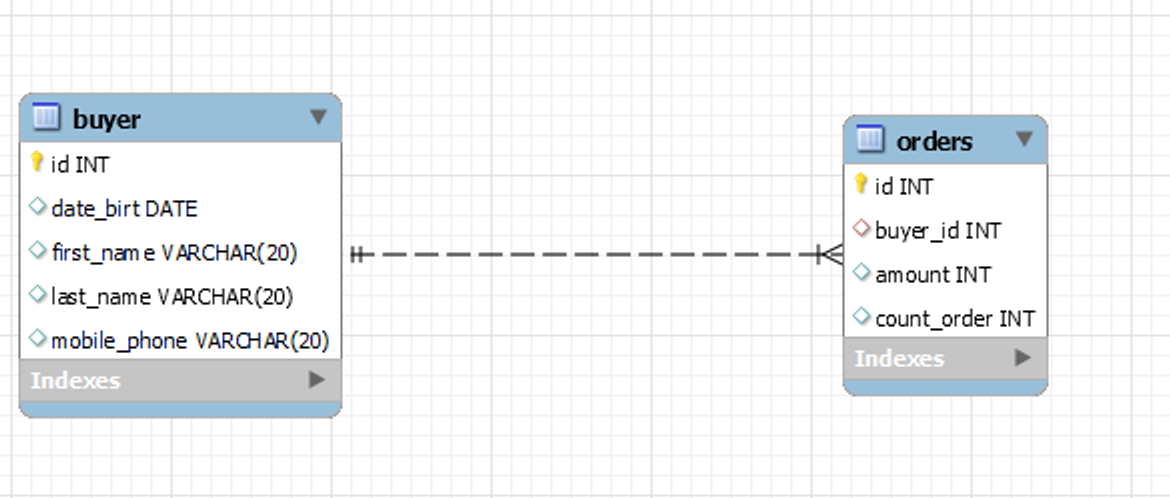 buyer
id INT
date_birt DATE
first_name VARCHAR(20)
last_name VARCHAR(20)
mobile_phone VARCHAR(20)
Indexes
orders
id INT
buyer_id INT
amount INT
count_order INT
Indexes